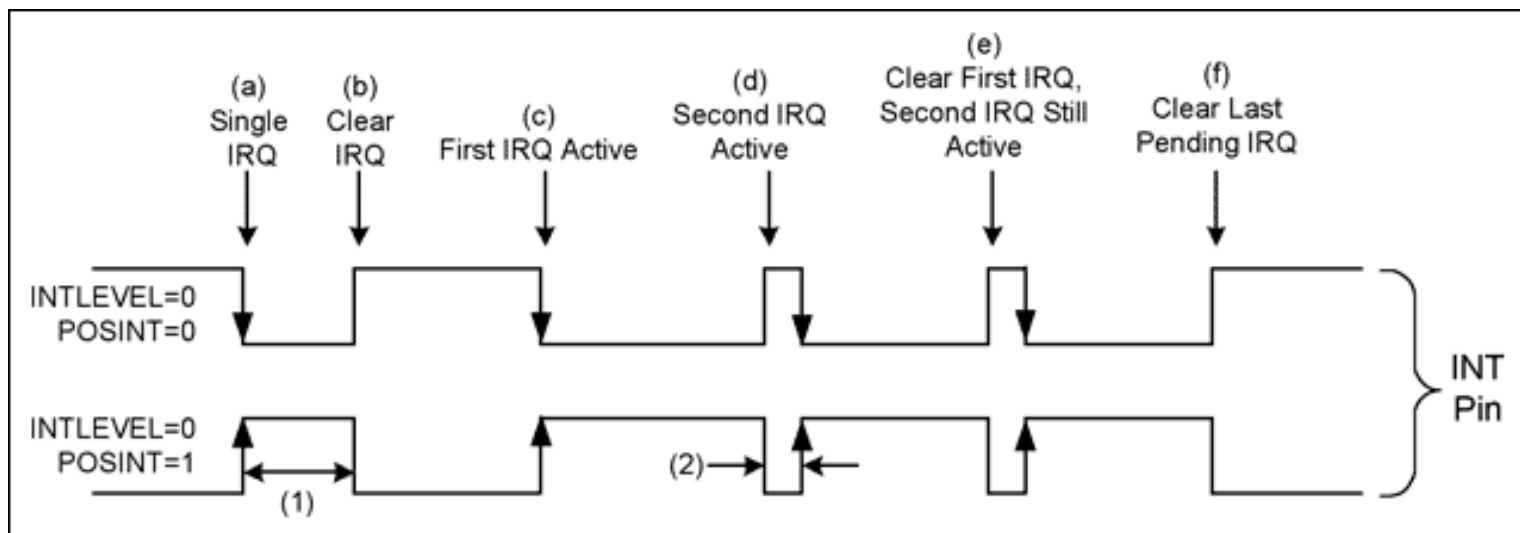 (a)
Single
IRQ
(b)
Clear
IRQ
(c)
First IRQ Active
(d)
Second IRQ
Active
(e)
Clear First IRQ,
Second IRQ Still
Active
(f)
Clear Last
Pending IRQ
INTLEVEL=0
POSINT=0
INTLEVEL=0
POSINT=1
(1)
(2)
INT
Pin